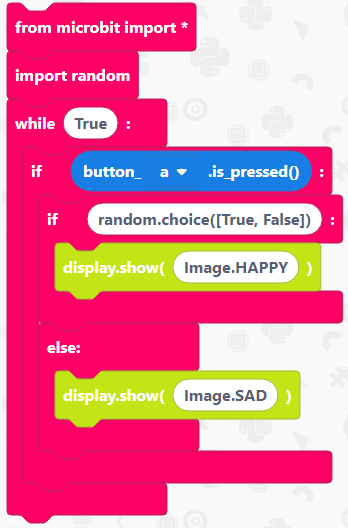 from microbit import *
import random
while True :
if button_ a .is_pressed() :
if random.choice([True, False]) :
display.show( Image.HAPPY )
else:
display.show( Image.SAD )